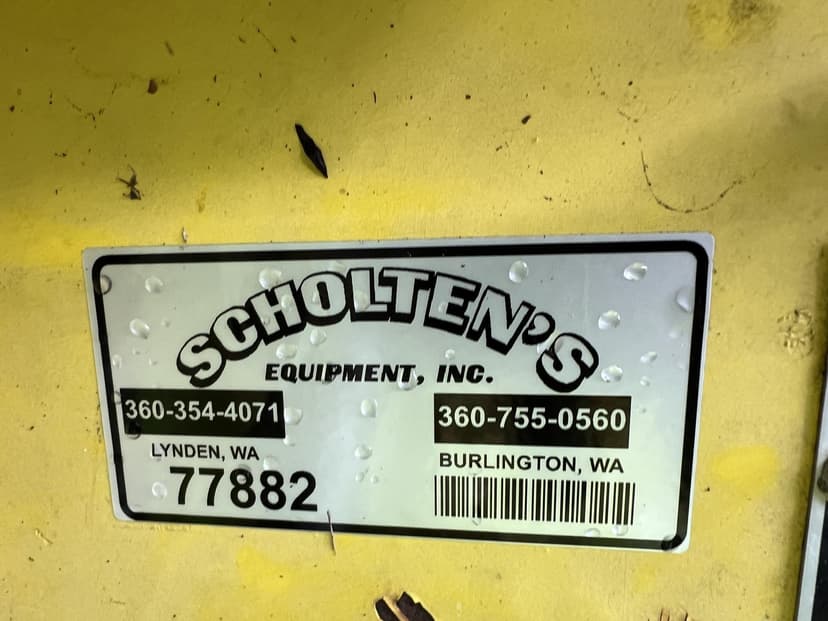 SCHOLTEN'S
EQUIPMENT, INC.
360-354-4071
LYNDEN, WA
77882
360-755-0560
BURLINGTON, WA